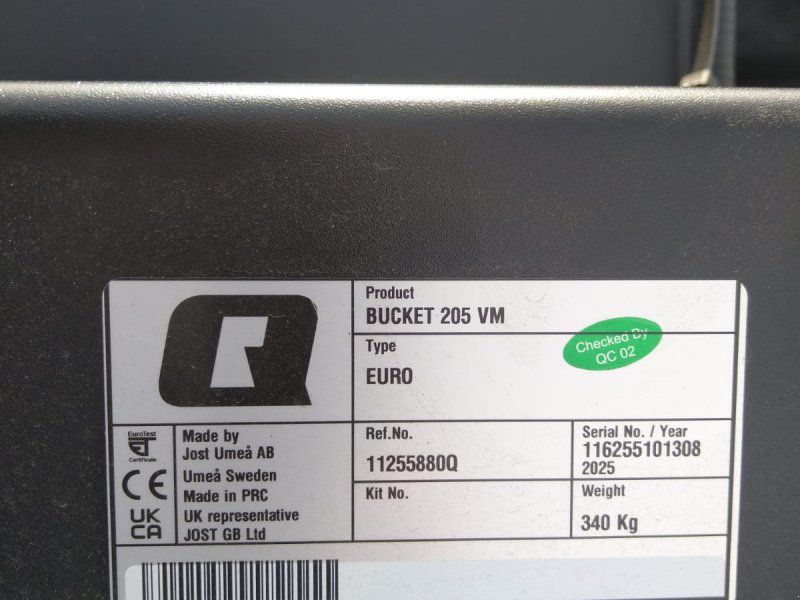 Product
BUCKET 205 VM
Type
EURO
Checked By
QC 02
EuroTest
Certificate
CE
UK
CA
Made by
Jost Umeå AB
Umeå Sweden
Made in PRC
UK representative
JOST GB Ltd
Ref.No.
11255880Q
Kit No.
Serial No. / Year
116255101308
2025
Weight
340 Kg